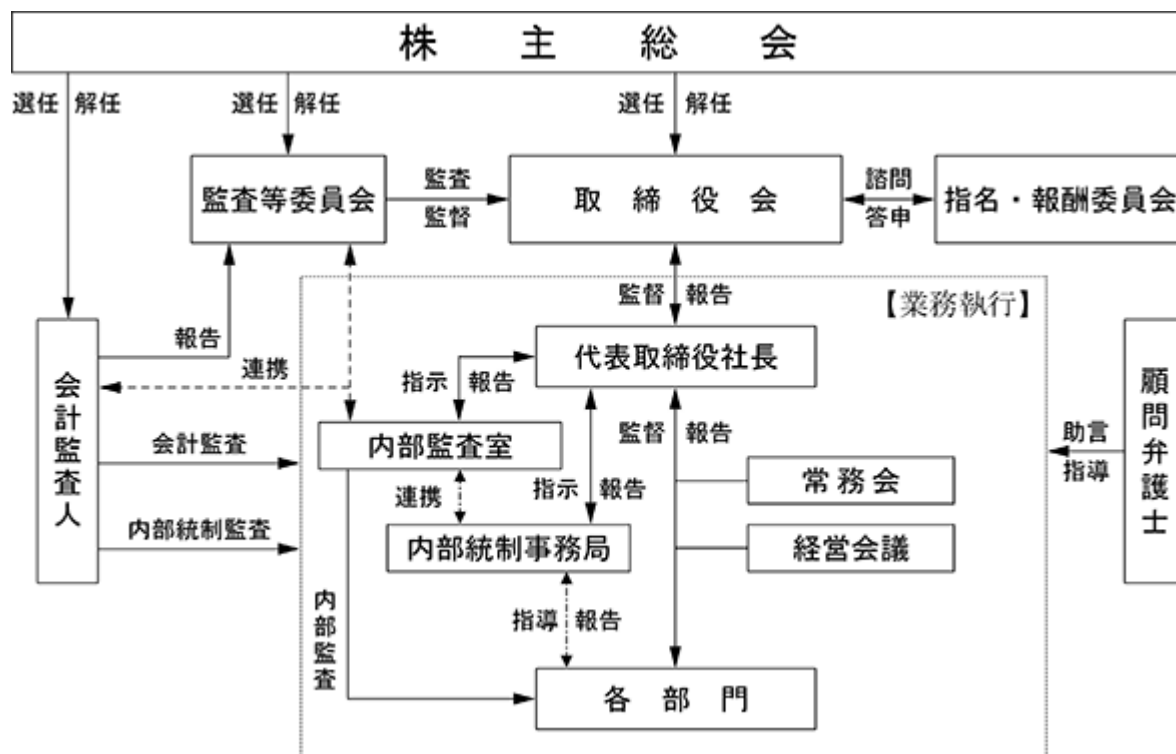 株主総会
選任 解任
選任 解任
選任 解任
監査等委員会
監査
監督
取締役会
諮問
答申
指名・報酬委員会
監督 報告
【業務執行】
報告
代表取締役社長
連携
指示 報告
会計監査人
顧問弁護士
内部監査室
監督 報告
会計監査
助言
指導
常務会
連携
指示 報告
内部統制監査
内部統制事務局
経営会議
内部監査
指導 報告
各部門